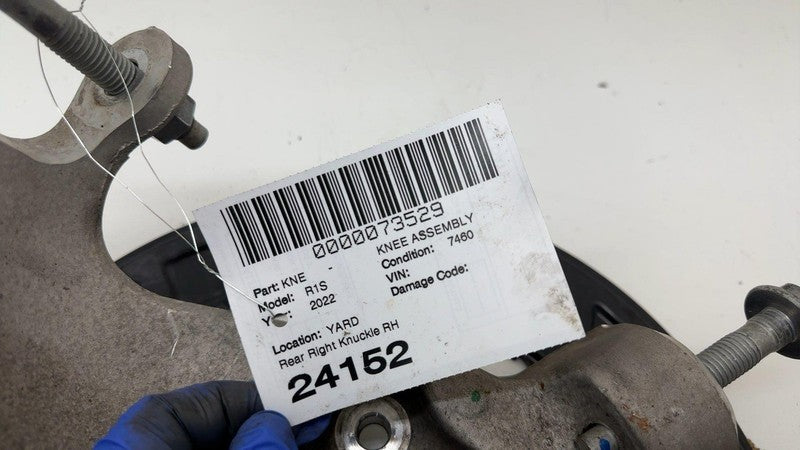 0000073529
Part: KNE - KNEE ASSEMBLY
Model: R1S Condition: 7460
Y r: 2022 VIN:
Damage Code:
Location: YARD
Rear Right Knuckle RH
24152